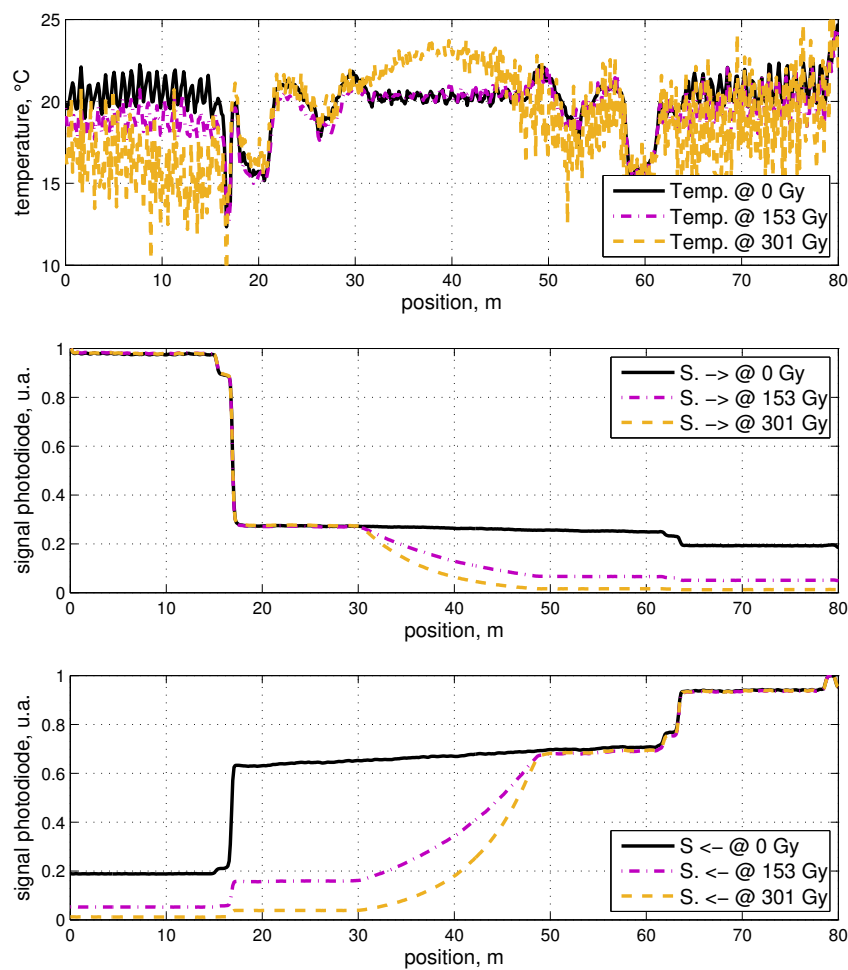 25
20
15
10
temperature, °C
0 10 20 30 40 50 60 70 80
position, m
Temp. @ 0 Gy
Temp. @ 153 Gy
Temp. @ 301 Gy
1
0.8
0.6
0.4
0.2
0
signal photodiode, u.a.
0 10 20 30 40 50 60 70 80
position, m
S. −> @ 0 Gy
S. −> @ 153 Gy
S. −> @ 301 Gy
1
0.8
0.6
0.4
0.2
0
signal photodiode, u.a.
0 10 20 30 40 50 60 70 80
position, m
S <− @ 0 Gy
S. <− @ 153 Gy
S. <− @ 301 Gy